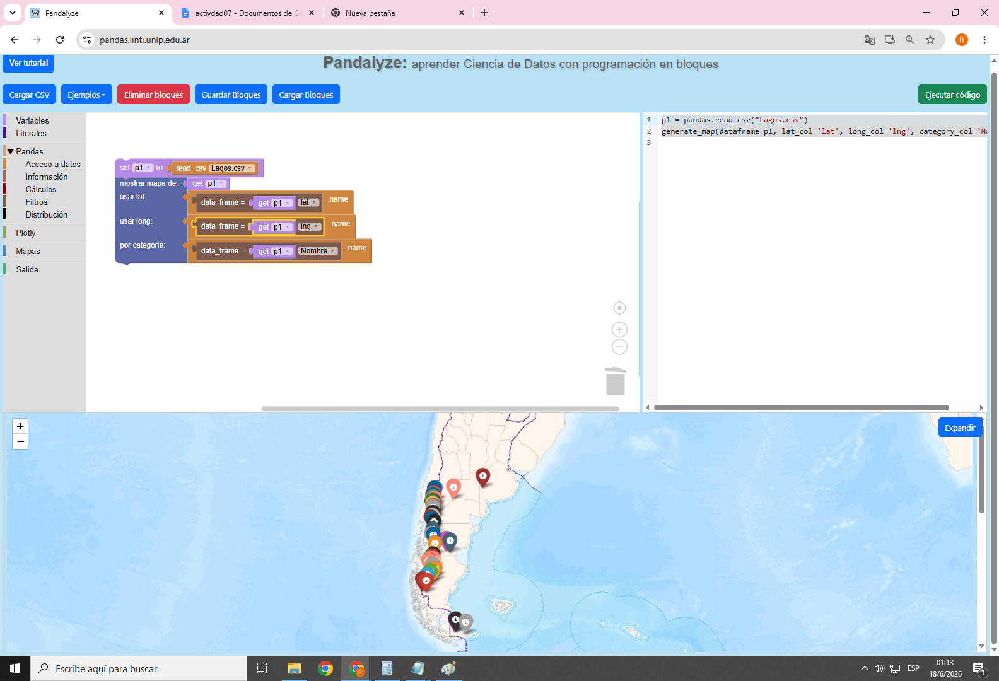 Pandalyze
activdad07 - Documentos de G
Nueva pestaña
pandas.linti.unlp.edu.ar
R
Ver tutorial
Pandalyze: aprender Ciencia de Datos con programación en bloques
Cargar CSV
Ejemplos
Eliminar bloques
Guardar Bloques
Cargar Bloques
Ejecutar código
Variables
Literales
Pandas
Acceso a datos
Información
Cálculos
Filtros
Distribución
Plotly
Mapas
Salida
set p1 to read_csv Lagos.csv
mostrar mapa de: get p1
usar lat: data_frame = get p1 lat .name
usar long: data_frame = get p1 lng .name
por categoría: data_frame = get p1 Nombre .name
1 p1 = pandas.read_csv("Lagos.csv")
2 generate_map(dataframe=p1, lat_col='lat', long_col='lng', category_col='No
3
+
−
Expandir
Escribe aquí para buscar.
R
ESP
01:13
18/6/2026
1